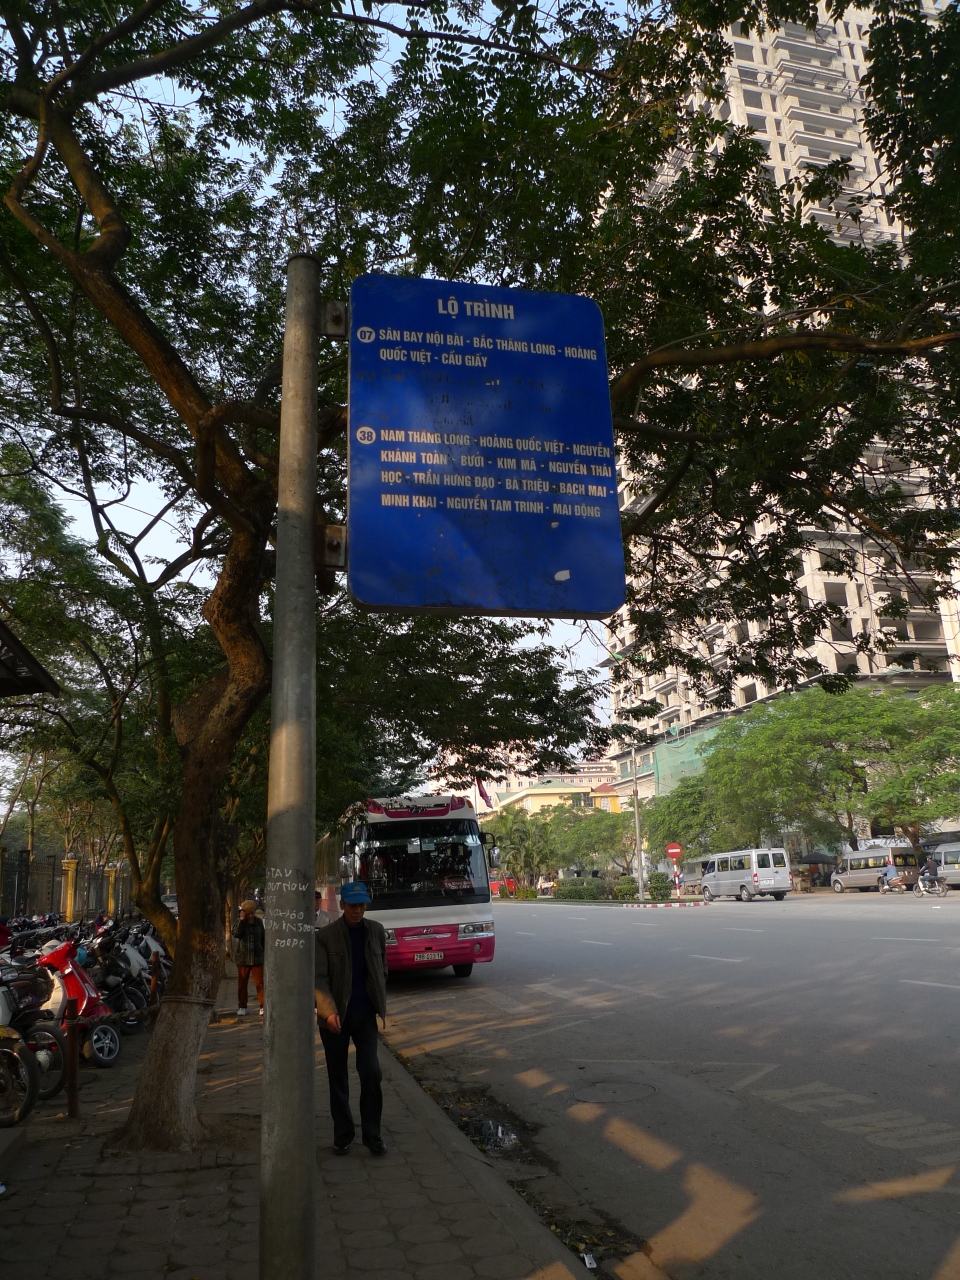 LỘ TRÌNH
07 SÂN BAY NỘI BÀI - BẮC THĂNG LONG - HOÀNG
QUỐC VIỆT - CẦU GIẤY
38 NAM THĂNG LONG - HOÀNG QUỐC VIỆT - NGUYỄN
KHÁNH TOÀN - BƯỞI - KIM MÃ - NGUYỄN THÁI
HỌC - TRẦN HƯNG ĐẠO - BÀ TRIỆU - BẠCH MAI -
MINH KHAI - NGUYỄN TAM TRINH - MAI ĐỘNG